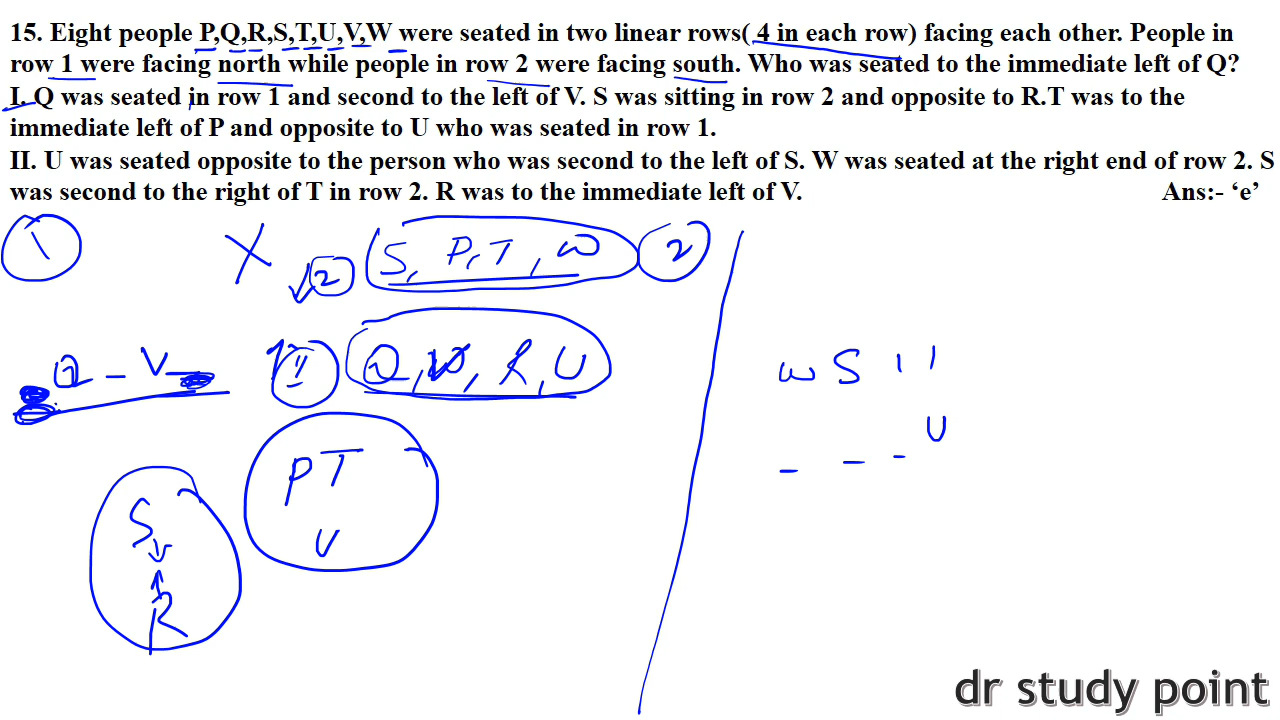 15. Eight people P,Q,R,S,T,U,V,W were seated in two linear rows( 4 in each row) facing each other. People in
row 1 were facing north while people in row 2 were facing south. Who was seated to the immediate left of Q?
I. Q was seated in row 1 and second to the left of V. S was sitting in row 2 and opposite to R.T was to the
immediate left of P and opposite to U who was seated in row 1.
II. U was seated opposite to the person who was second to the left of S. W was seated at the right end of row 2. S
was second to the right of T in row 2. R was to the immediate left of V. Ans:- ‘e’
1 X √2 S, P, T, W 2
Q – V – 11 Q, V, R, U
W S
U
– – –
P T
U
S
R
dr study point